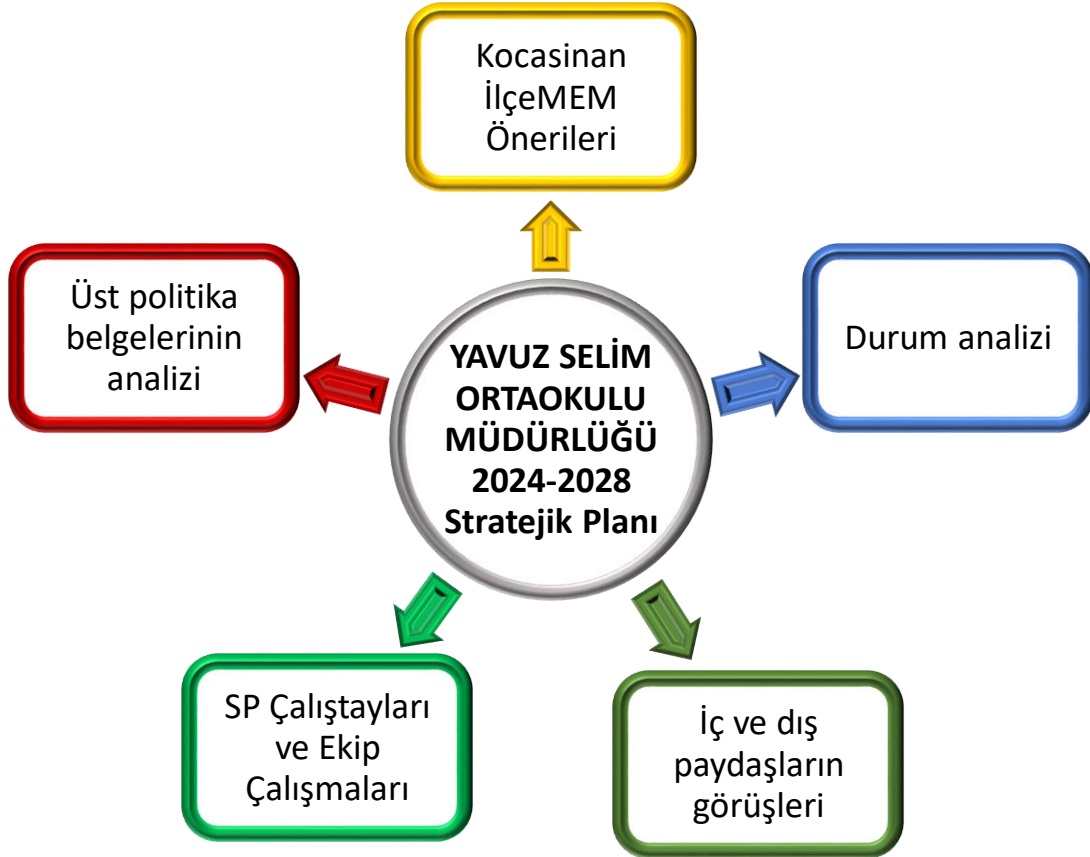 Kocasinan
İlçeMEM
Önerileri
Üst politika
belgelerinin
analizi
Durum analizi
YAVUZ SELİM
ORTAOKULU
MÜDÜRLÜĞÜ
2024-2028
Stratejik Planı
SP Çalıştayları
ve Ekip
Çalışmaları
İç ve dış
paydaşların
görüşleri